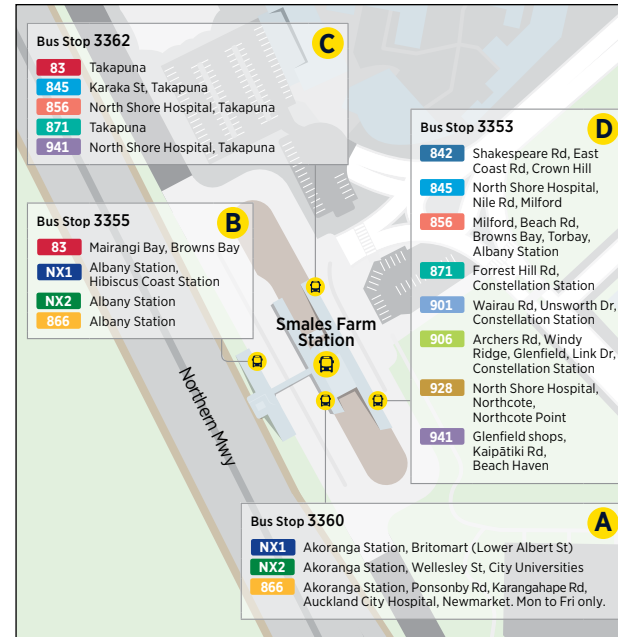 Bus Stop 3362
C
83 Takapuna
845 Karaka St, Takapuna
856 North Shore Hospital, Takapuna
871 Takapuna
941 North Shore Hospital, Takapuna
Bus Stop 3353
D
842 Shakespeare Rd, East
Coast Rd, Crown Hill
845 North Shore Hospital,
Nile Rd, Milford
856 Milford, Beach Rd,
Browns Bay, Torbay,
Albany Station
871 Forrest Hill Rd,
Constellation Station
901 Wairau Rd, Unsworth Dr,
Constellation Station
906 Archers Rd, Windy
Ridge, Glenfield, Link Dr,
Constellation Station
928 North Shore Hospital,
Northcote,
Northcote Point
941 Glenfield shops,
Kaipātiki Rd,
Beach Haven
Bus Stop 3355
B
83 Mairangi Bay, Browns Bay
NX1 Albany Station,
Hibiscus Coast Station
NX2 Albany Station
866 Albany Station
Smales Farm
Station
Northern Mwy
Bus Stop 3360
A
NX1 Akoranga Station, Britomart (Lower Albert St)
NX2 Akoranga Station, Wellesley St, City Universities
866 Akoranga Station, Ponsonby Rd, Karangahape Rd,
Auckland City Hospital, Newmarket. Mon to Fri only.